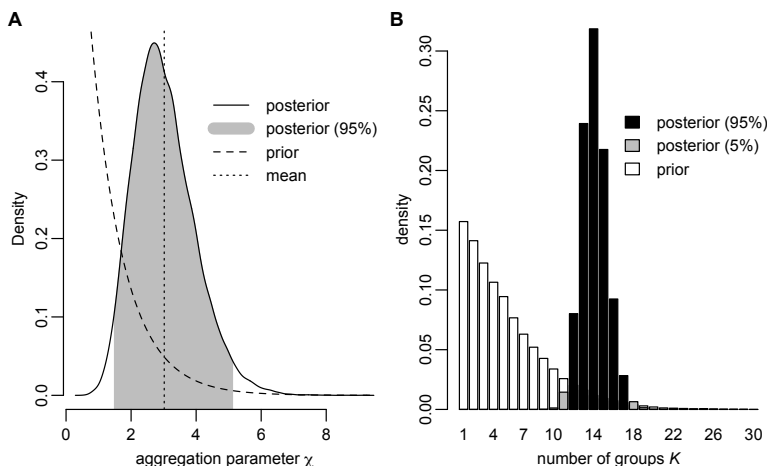 A
Density
0.0
0.1
0.2
0.3
0.4
0
2
4
6
8
aggregation parameter χ
posterior
posterior (95%)
prior
mean
B
density
0.00
0.05
0.10
0.15
0.20
0.25
0.30
1
4
7
10
14
18
22
26
30
number of groups K
posterior (95%)
posterior (5%)
prior